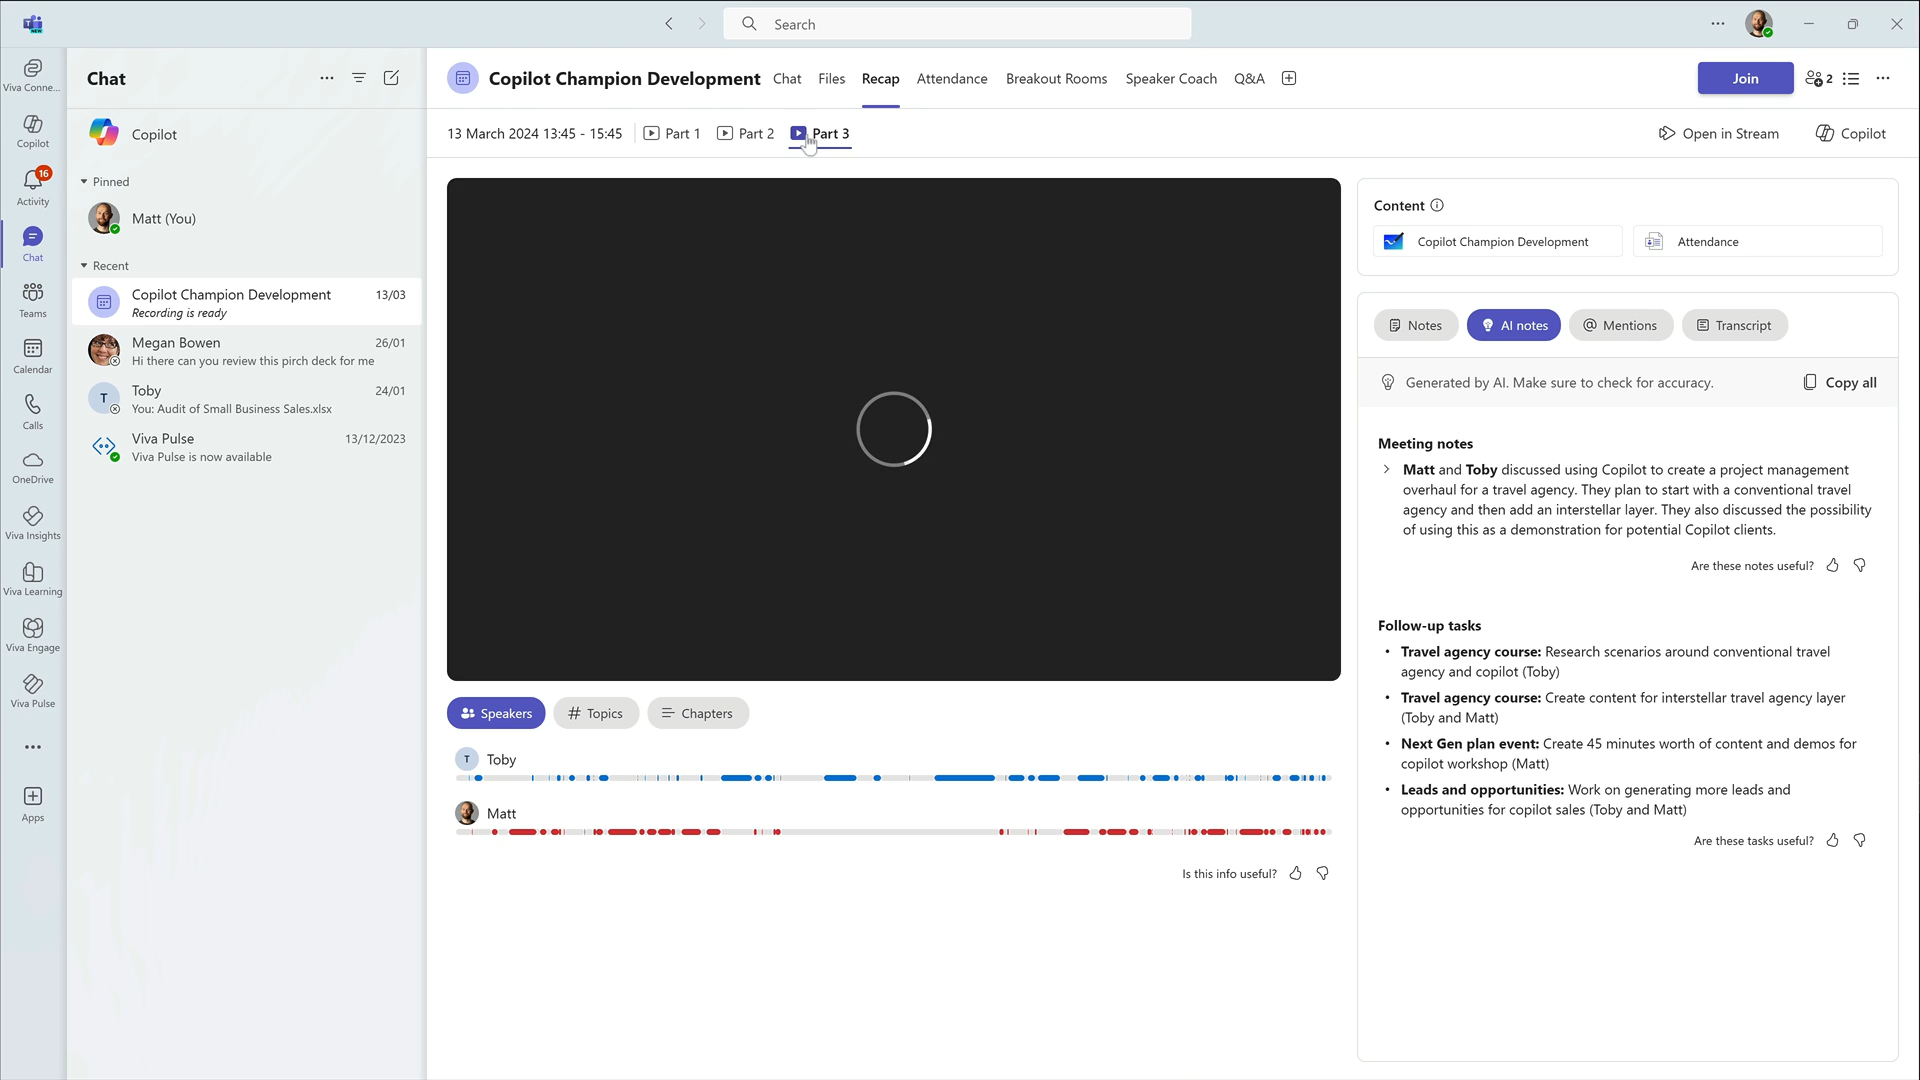 NEW
Search
Viva Conne...
Copilot
16
Activity
Chat
Teams
Calendar
Calls
OneDrive
Viva Insights
Viva Learning
Viva Engage
Viva Pulse
Apps
Chat
Copilot
Pinned
Matt (You)
Recent
Copilot Champion Development 13/03
Recording is ready
Megan Bowen 26/01
Hi there can you review this pirch deck for me
T
Toby 24/01
You: Audit of Small Business Sales.xlsx
Viva Pulse 13/12/2023
Viva Pulse is now available
Copilot Champion Development Chat Files Recap Attendance Breakout Rooms Speaker Coach Q&A
Join 2
13 March 2024 13:45 - 15:45 Part 1 Part 2 Part 3
Open in Stream Copilot
Speakers # Topics Chapters
T Toby
Matt
Is this info useful?
Content
Copilot Champion Development Attendance
Notes AI notes @ Mentions Transcript
Generated by AI. Make sure to check for accuracy. Copy all
Meeting notes
Matt and Toby discussed using Copilot to create a project management
overhaul for a travel agency. They plan to start with a conventional travel
agency and then add an interstellar layer. They also discussed the possibility
of using this as a demonstration for potential Copilot clients.
Are these notes useful?
Follow-up tasks
• Travel agency course: Research scenarios around conventional travel
agency and copilot (Toby)
• Travel agency course: Create content for interstellar travel agency layer
(Toby and Matt)
• Next Gen plan event: Create 45 minutes worth of content and demos for
copilot workshop (Matt)
• Leads and opportunities: Work on generating more leads and
opportunities for copilot sales (Toby and Matt)
Are these tasks useful?